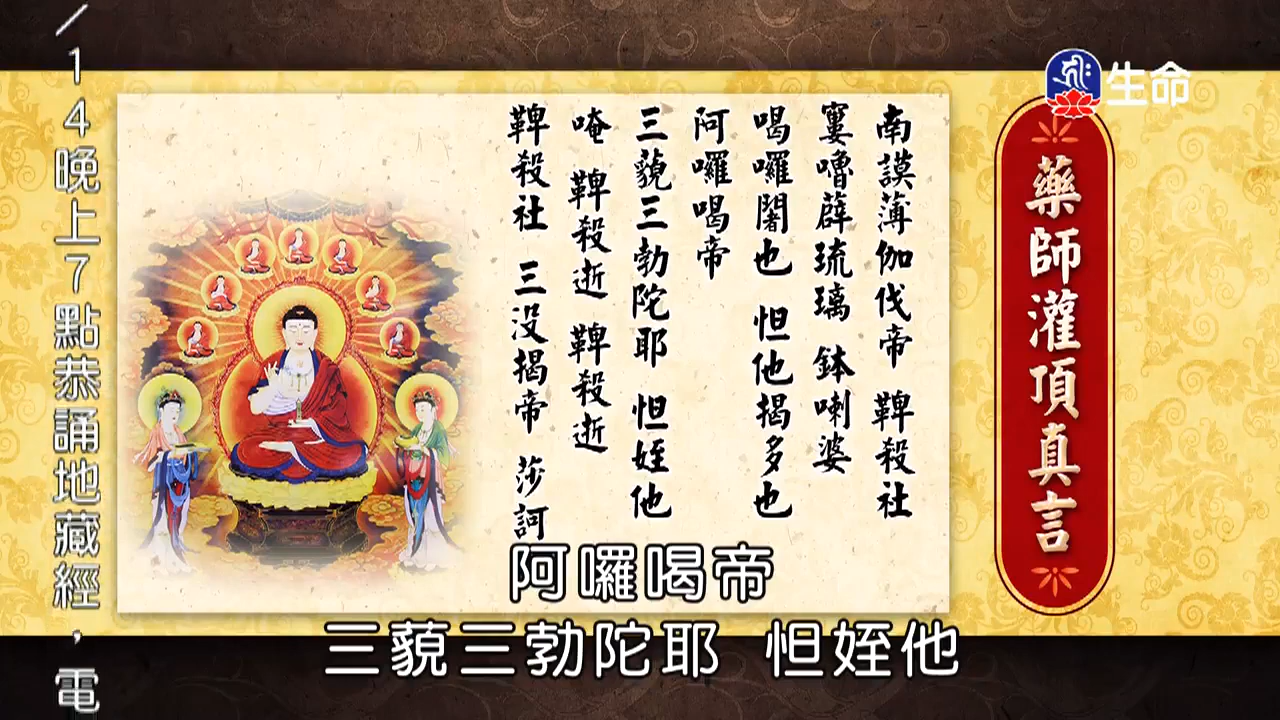 生命
藥師灌頂真言
南謨薄伽伐帝 鞞殺社
窶嚕薜琉璃 鉢喇婆
喝囉闍也 怛他揭多也
阿囉喝帝
三藐三勃陀耶 怛姪他
唵 鞞殺逝 鞞殺逝
鞞殺社 三没揭帝 莎訶
/14晚上7點恭誦地藏經，電
阿囉喝帝
三藐三勃陀耶 怛姪他